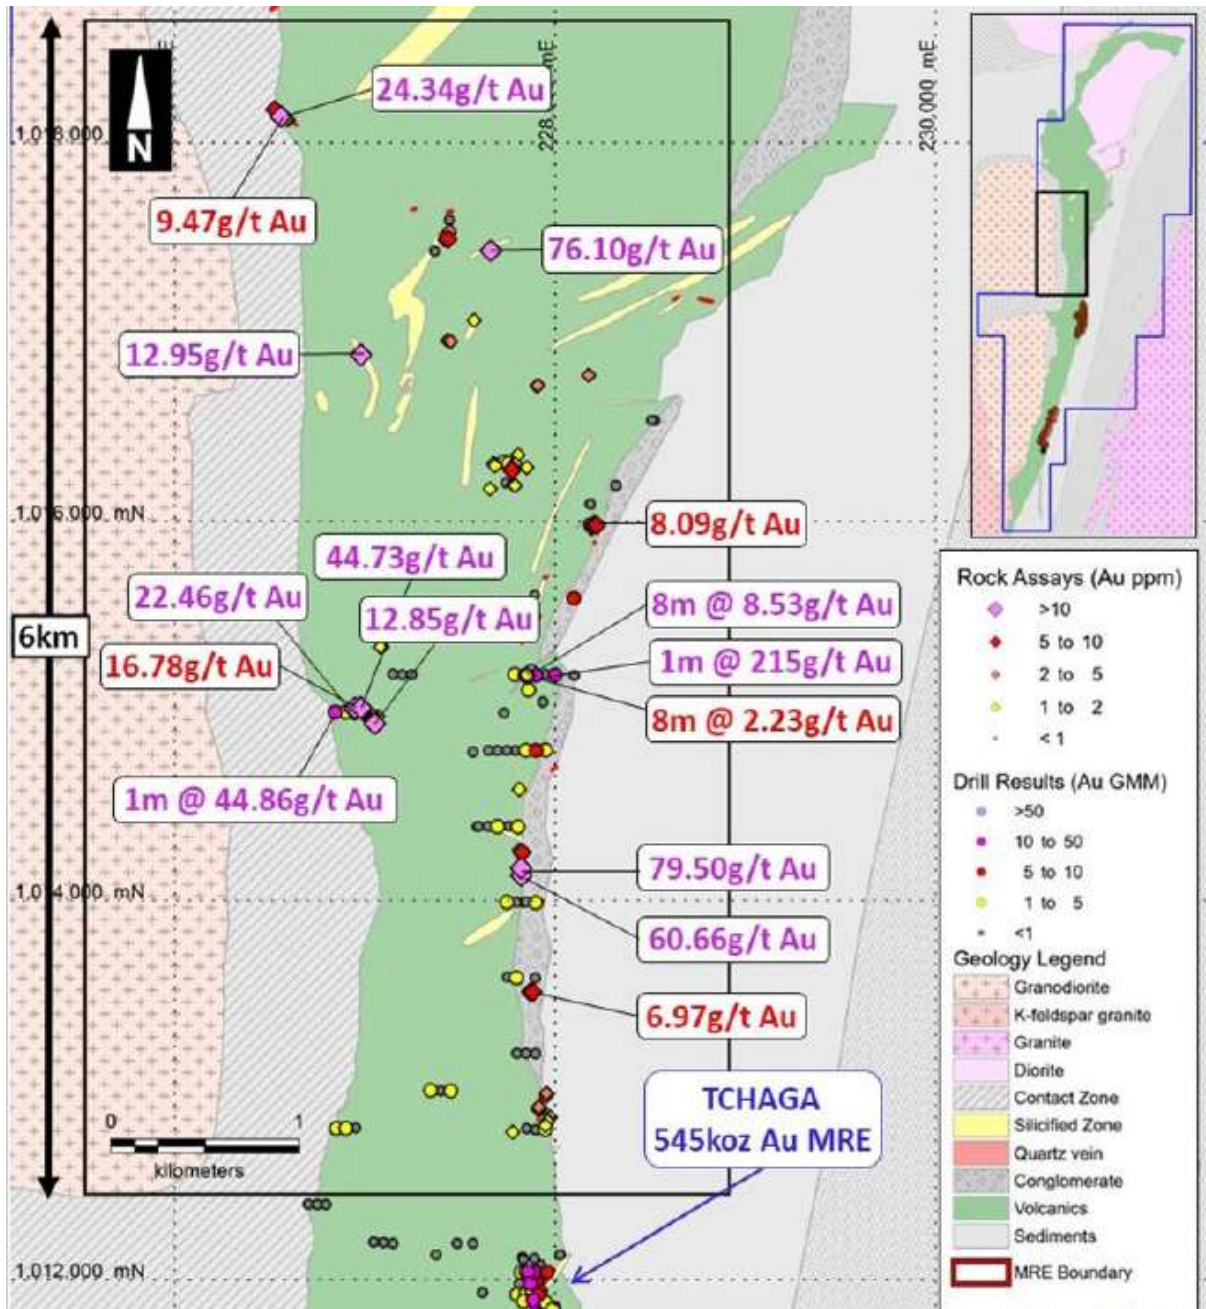 24.34g/t Au
N
1,018,000
mE
228,
230,000 mE
9.47g/t Au
76.10g/t Au
12.95g/t Au
1,016,000 mN
8.09g/t Au
44.73g/t Au
22.46g/t Au
12.85g/t Au
8m @ 8.53g/t Au
6km
16.78g/t Au
1m @ 215g/t Au
8m @ 2.23g/t Au
1m @ 44.86g/t Au
79.50g/t Au
1,014,000 mN
60.66g/t Au
6.97g/t Au
TCHAGA
545koz Au MRE
0 1
kilometers
1,012,000 mN
Rock Assays (Au ppm)
>10
5 to 10
2 to 5
1 to 2
< 1
Drill Results (Au GMM)
>50
10 to 50
5 to 10
1 to 5
<1
Geology Legend
Granodiorite
K-feldspar granite
Granite
Diorite
Contact Zone
Silicified Zone
Quartz vein
Conglomerate
Volcanics
Sediments
MRE Boundary